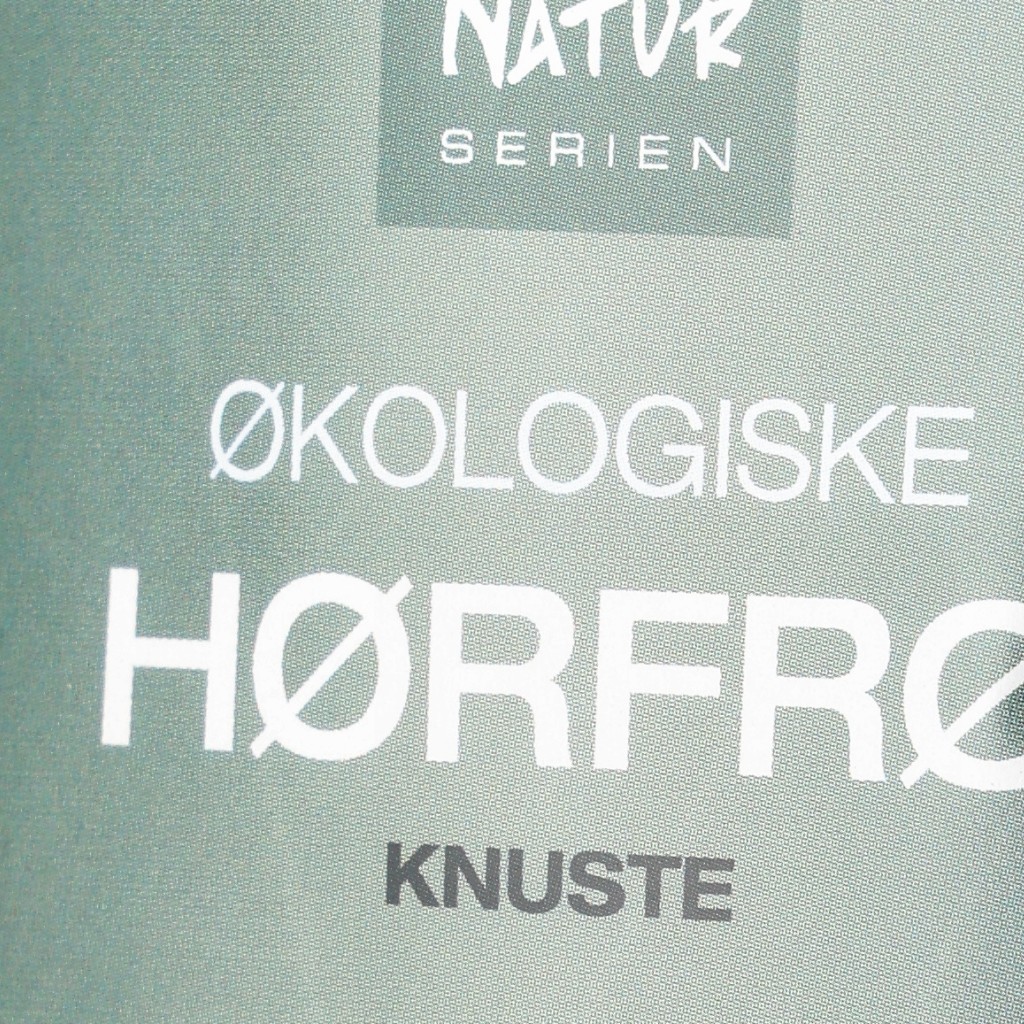 NATUR
SERIEN
ØKOLOGISKE
HØRFRØ
KNUSTE